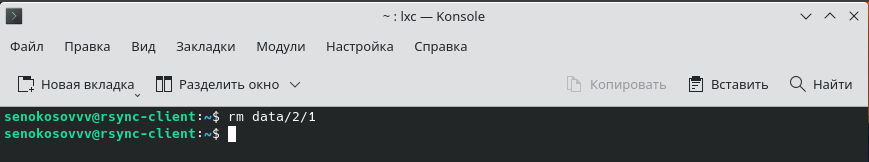 ~ : lxc — Konsole
Файл Правка Вид Закладки Модули Настройка Справка
Новая вкладка Разделить окно Копировать Вставить Найти
senokosovvv@rsync-client:~$ rm data/2/1
senokosovvv@rsync-client:~$